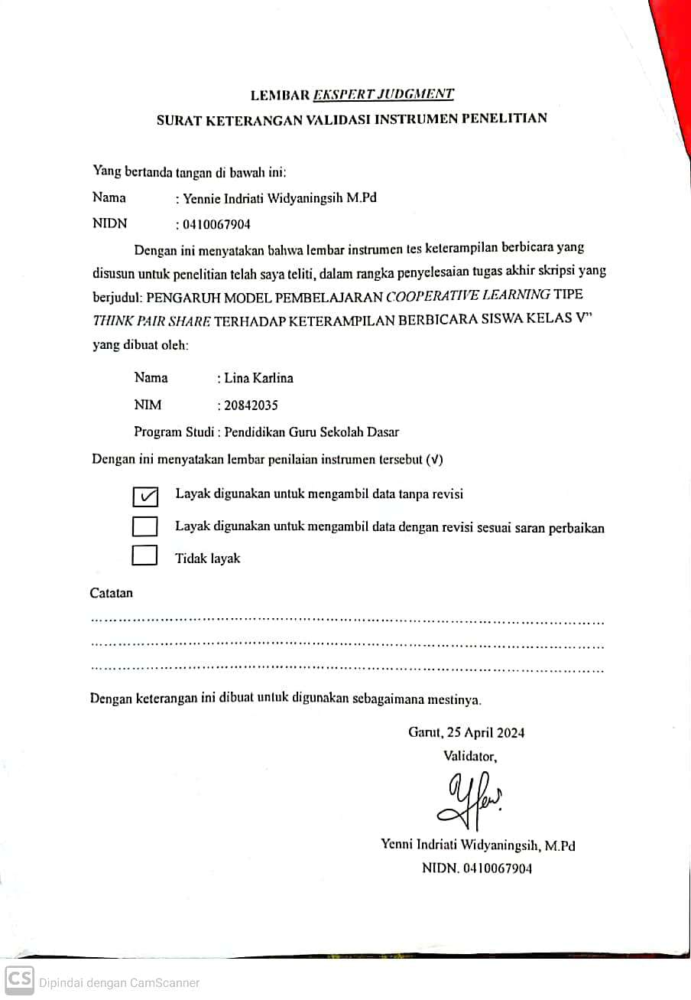 LEMBAR EKSPERT JUDGMENT
SURAT KETERANGAN VALIDASI INSTRUMEN PENELITIAN
Yang bertanda tangan di bawah ini:
Nama : Yennie Indriati Widyaningsih M.Pd
NIDN : 0410067904
Dengan ini menyatakan bahwa lembar instrumen tes keterampilan berbicara yang
disusun untuk penelitian telah saya teliti, dalam rangka penyelesaian tugas akhir skripsi yang
berjudul: PENGARUH MODEL PEMBELAJARAN COOPERATIVE LEARNING TIPE
THINK PAIR SHARE TERHADAP KETERAMPILAN BERBICARA SISWA KELAS V”
yang dibuat oleh:
Nama : Lina Karlina
NIM : 20842035
Program Studi : Pendidikan Guru Sekolah Dasar
Dengan ini menyatakan lembar penilaian instrumen tersebut (√)
Layak digunakan untuk mengambil data tanpa revisi
Layak digunakan untuk mengambil data dengan revisi sesuai saran perbaikan
Tidak layak
Catatan
Dengan keterangan ini dibuat untuk digunakan sebagaimana mestinya.
Garut, 25 April 2024
Validator,
Yenni Indriati Widyaningsih, M.Pd
NIDN. 0410067904
CS Dipindai dengan CamScanner